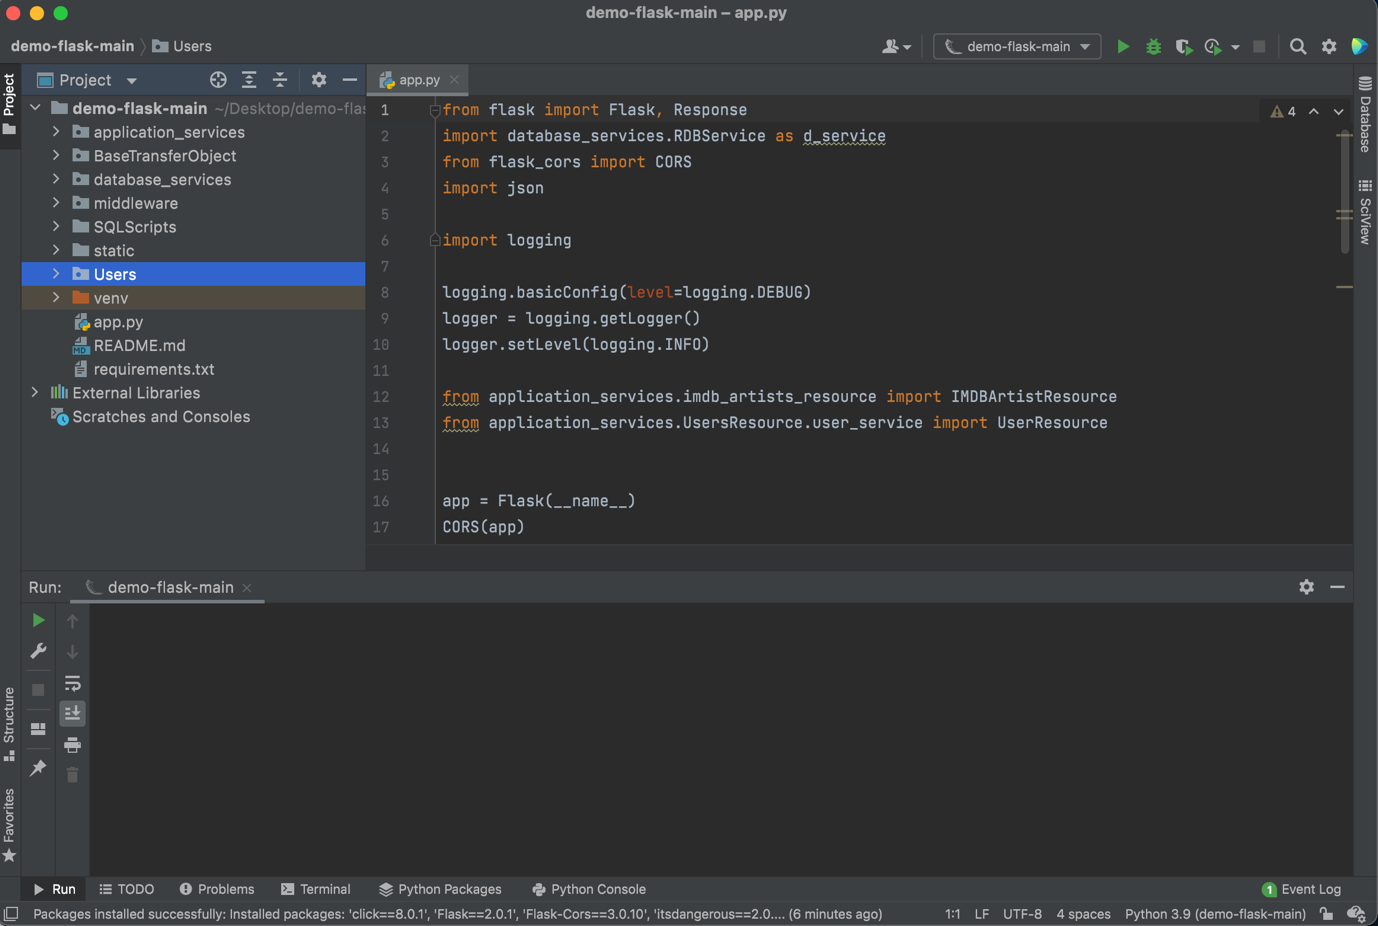 demo-flask-main – app.py
demo-flask-main
Users
demo-flask-main
Project
app.py
Project
demo-flask-main ~/Desktop/demo-flas
application_services
BaseTransferObject
database_services
middleware
SQLScripts
static
Users
venv
app.py
README.md
requirements.txt
External Libraries
Scratches and Consoles
1 from flask import Flask, Response
2 import database_services.RDBService as d_service
3 from flask_cors import CORS
4 import json
5
6 import logging
7
8 logging.basicConfig(level=logging.DEBUG)
9 logger = logging.getLogger()
10 logger.setLevel(logging.INFO)
11
12 from application_services.imdb_artists_resource import IMDBArtistResource
13 from application_services.UsersResource.user_service import UserResource
14
15
16 app = Flask(__name__)
17 CORS(app)
4
Database
SciView
Run:
demo-flask-main
Structure
Favorites
Run
TODO
Problems
Terminal
Python Packages
Python Console
1 Event Log
Packages installed successfully: Installed packages: 'click==8.0.1', 'Flask==2.0.1', 'Flask-Cors==3.0.10', 'itsdangerous==2.0.... (6 minutes ago)
1:1
LF
UTF-8
4 spaces
Python 3.9 (demo-flask-main)